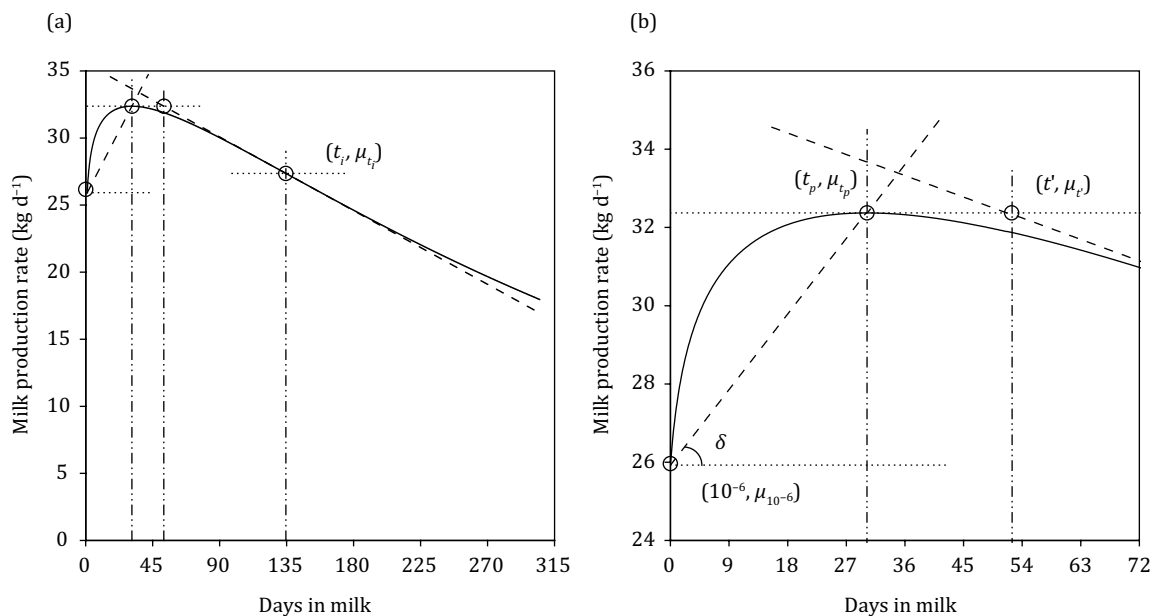 (a)
35
30
25
20
15
10
5
0
Milk production rate (kg d⁻¹)
(tᵢ, μ_tᵢ)
0 45 90 135 180 225 270 315
Days in milk
(b)
36
34
32
30
28
26
24
Milk production rate (kg d⁻¹)
(tₚ, μ_tₚ)
(t', μ_t')
δ
(10⁻⁶, μ₁₀₋₆)
0 9 18 27 36 45 54 63 72
Days in milk